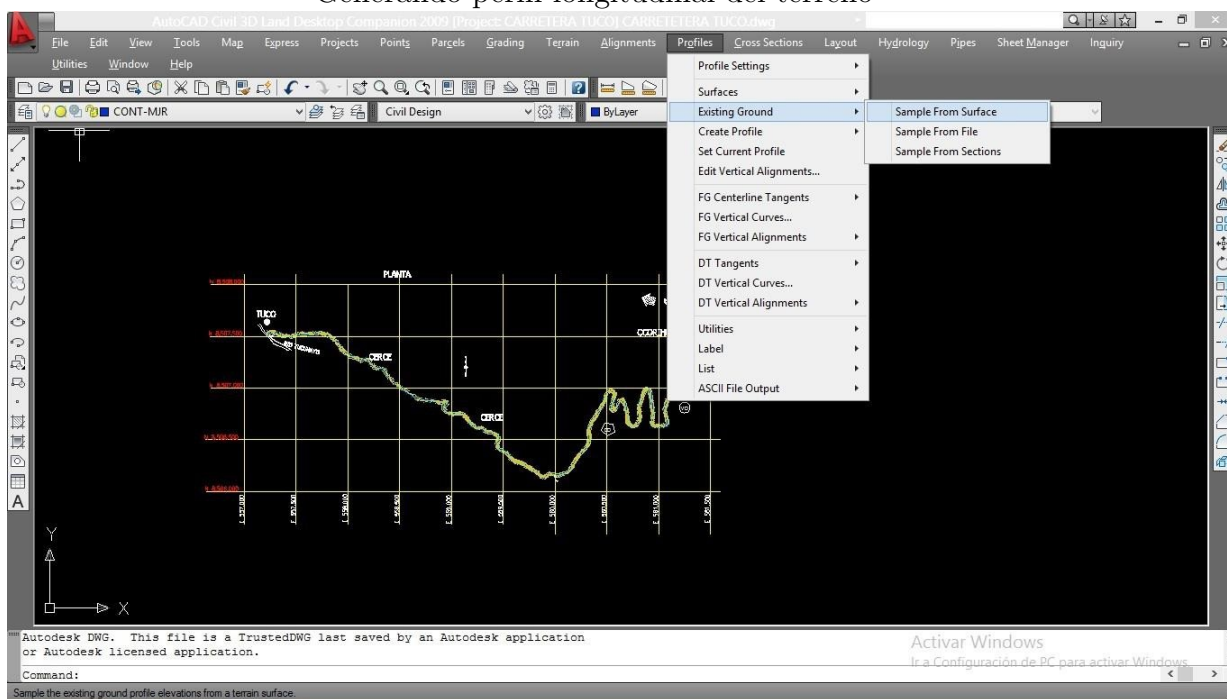 Generando perfil longitudinal del terreno
AutoCAD Civil 3D Land Desktop Companion 2009 [Project: CARRETERA TUCO] CARRETETERA TUCO.dwg
File Edit View Tools Map Express Projects Points Parcels Grading Terrain Alignments Profiles Cross Sections Layout Hydrology Pipes Sheet Manager Inquiry
Utilities Window Help
CONT-MJR
Civil Design
ByLayer
Profile Settings
Surfaces
Existing Ground
Create Profile
Set Current Profile
Edit Vertical Alignments...
FG Centerline Tangents
FG Vertical Curves...
FG Vertical Alignments
DT Tangents
DT Vertical Curves...
DT Vertical Alignments
Utilities
Label
List
ASCII File Output
Sample From Surface
Sample From File
Sample From Sections
PLANTA
TUCO
CERCE
CERCE
A
Y
X
Autodesk DWG. This file is a TrustedDWG last saved by an Autodesk application
or Autodesk licensed application.
Command:
Activar Windows
Ir a Configuración de PC para activar Windows.
Sample the existing ground profile elevations from a terrain surface.